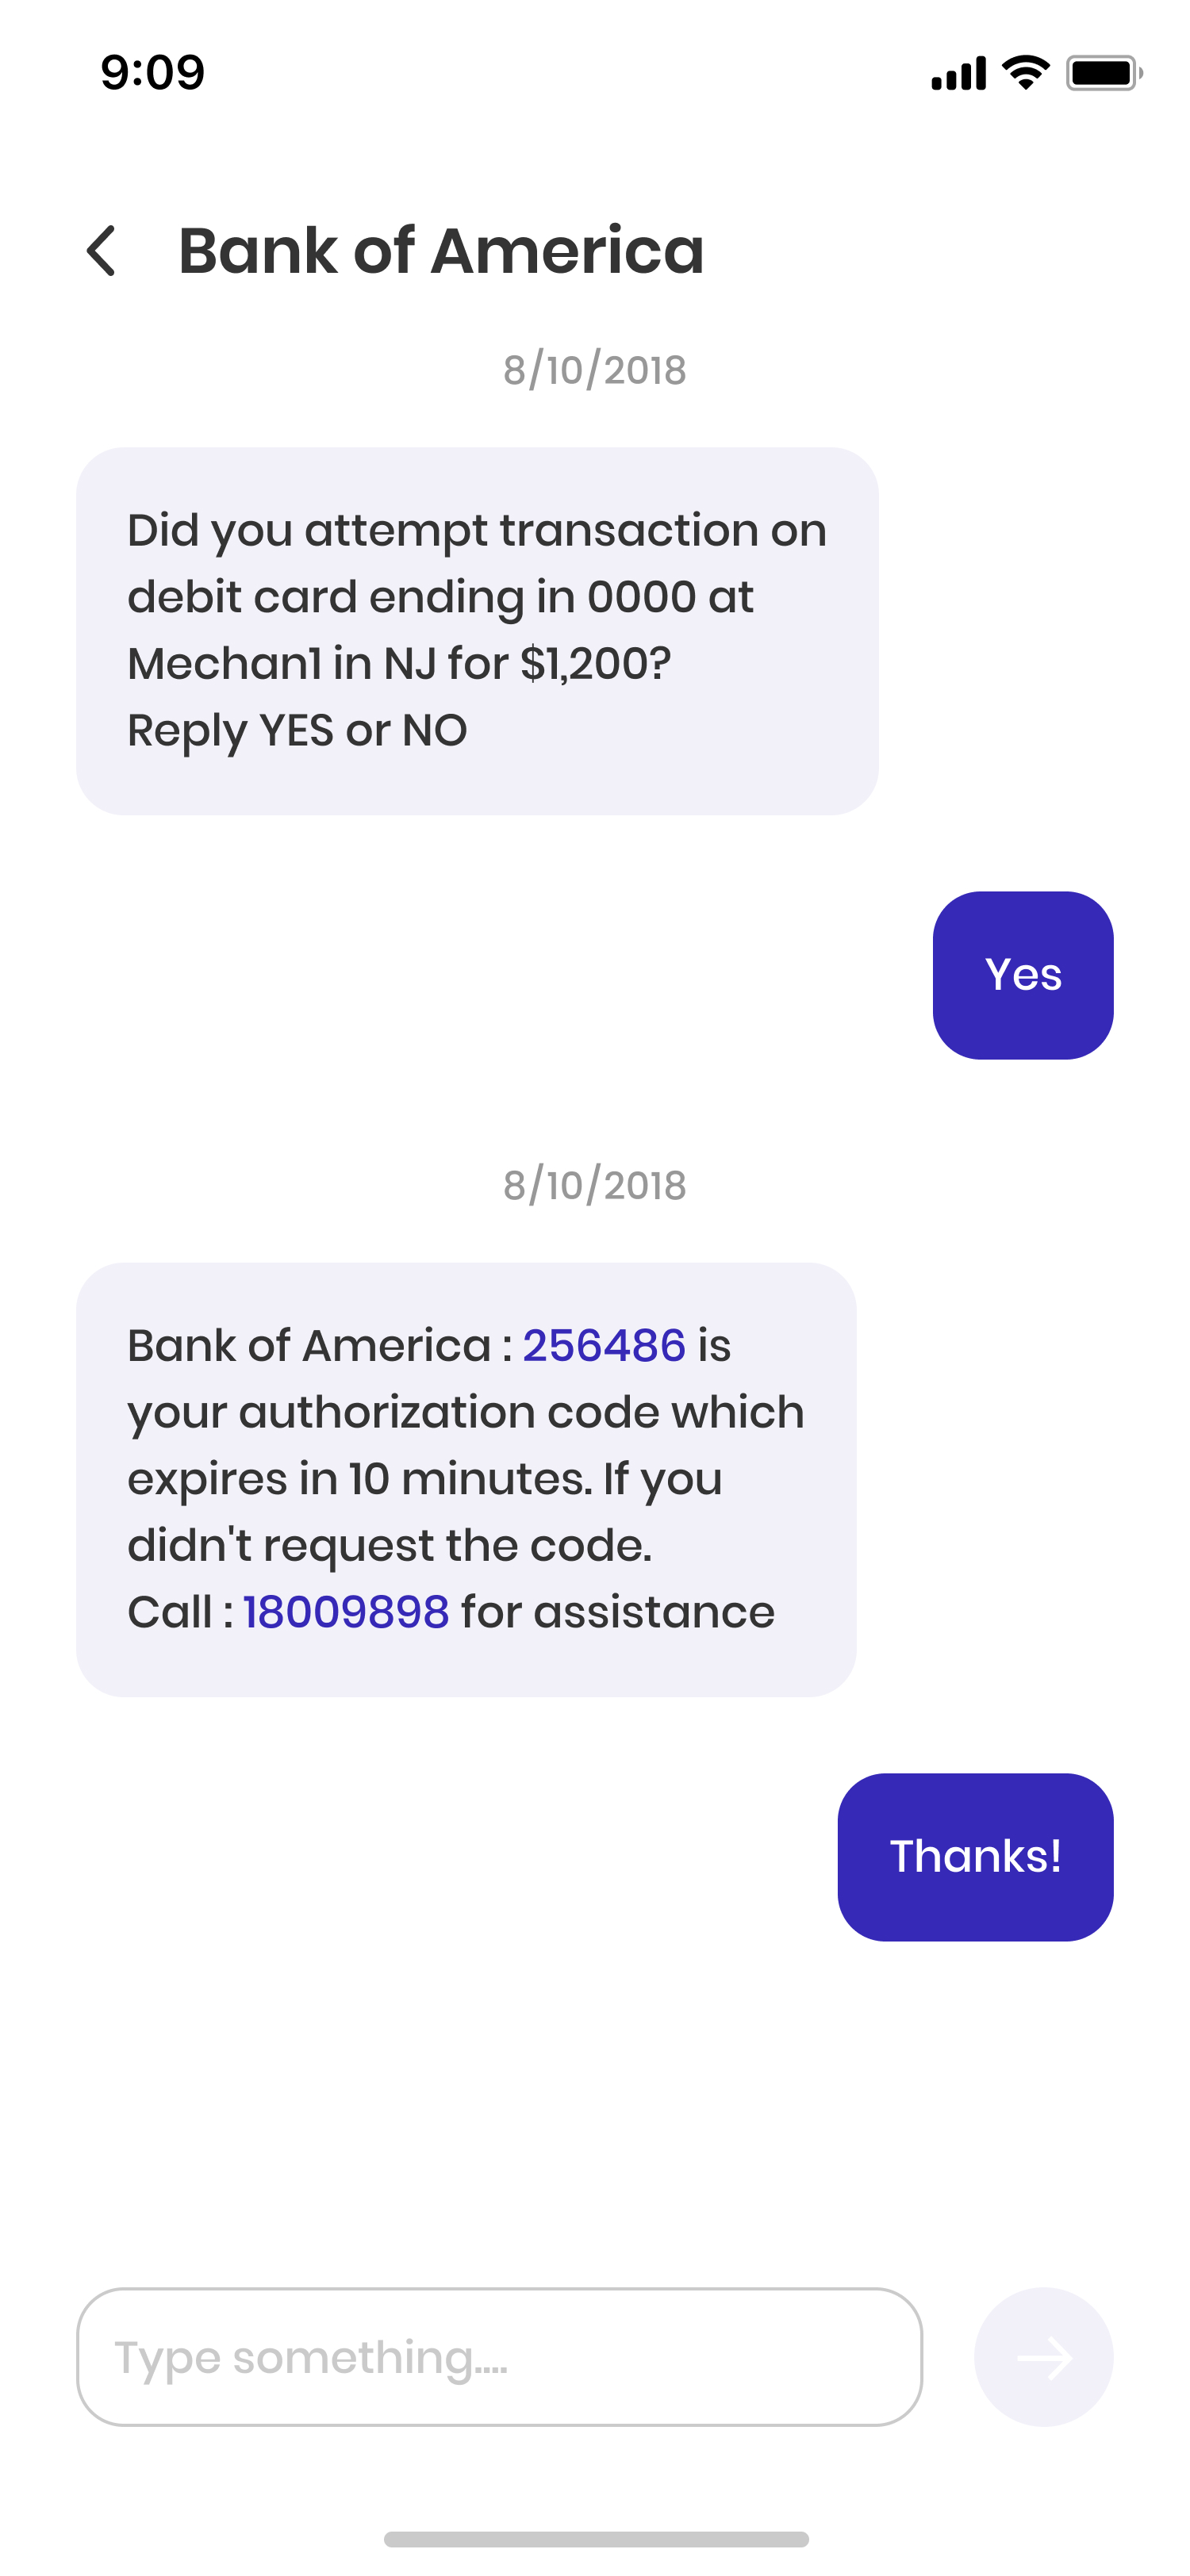 9:09
Bank of America
8/10/2018
Did you attempt transaction on
debit card ending in 0000 at
Mechan1 in NJ for $1,200?
Reply YES or NO
Yes
8/10/2018
Bank of America : 256486 is
your authorization code which
expires in 10 minutes. If you
didn't request the code.
Call : 18009898 for assistance
Thanks!
Type something....